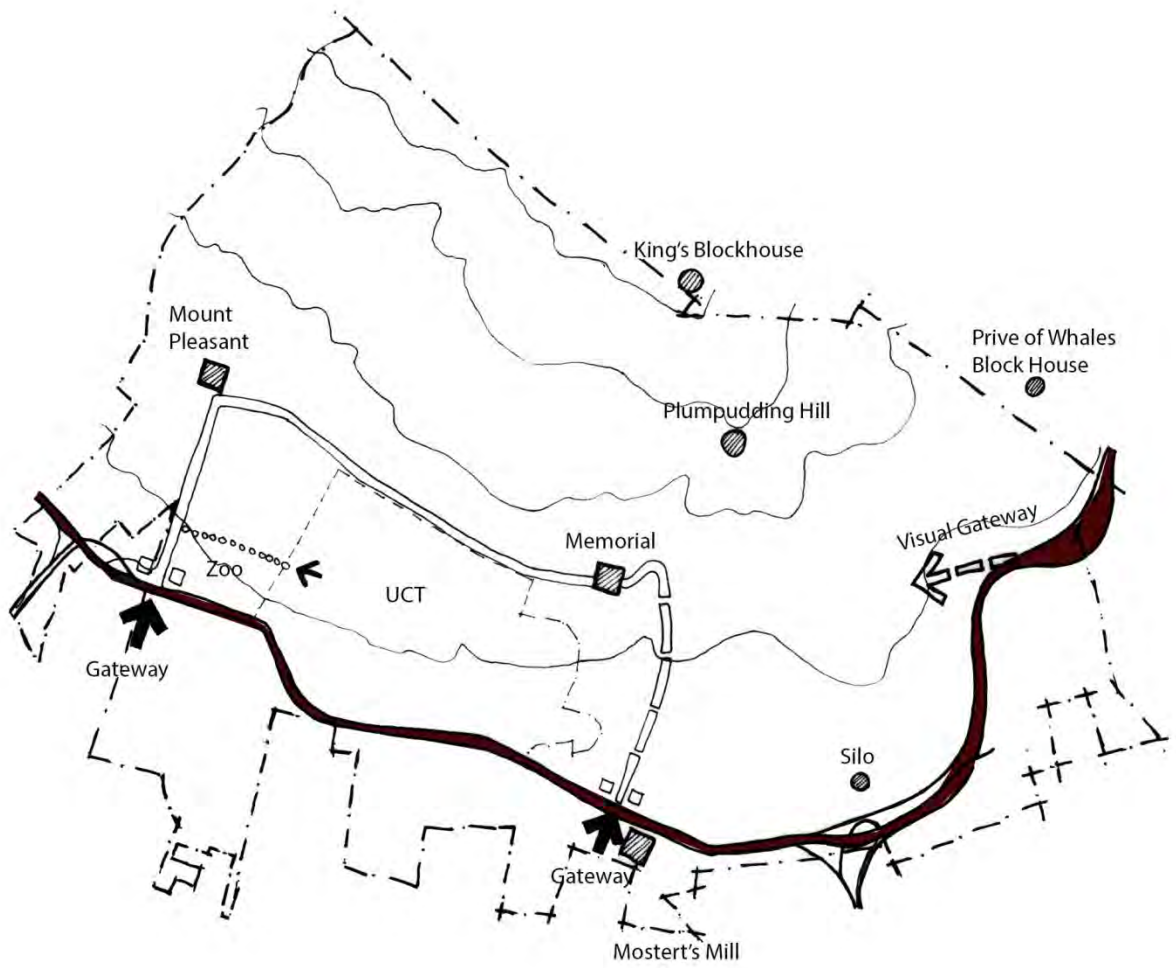 King's Blockhouse
Mount
Pleasant
Prive of Whales
Block House
Plumpudding Hill
Visual Gateway
Memorial
Zoo
UCT
Gateway
Silo
Gateway
Mostert's Mill